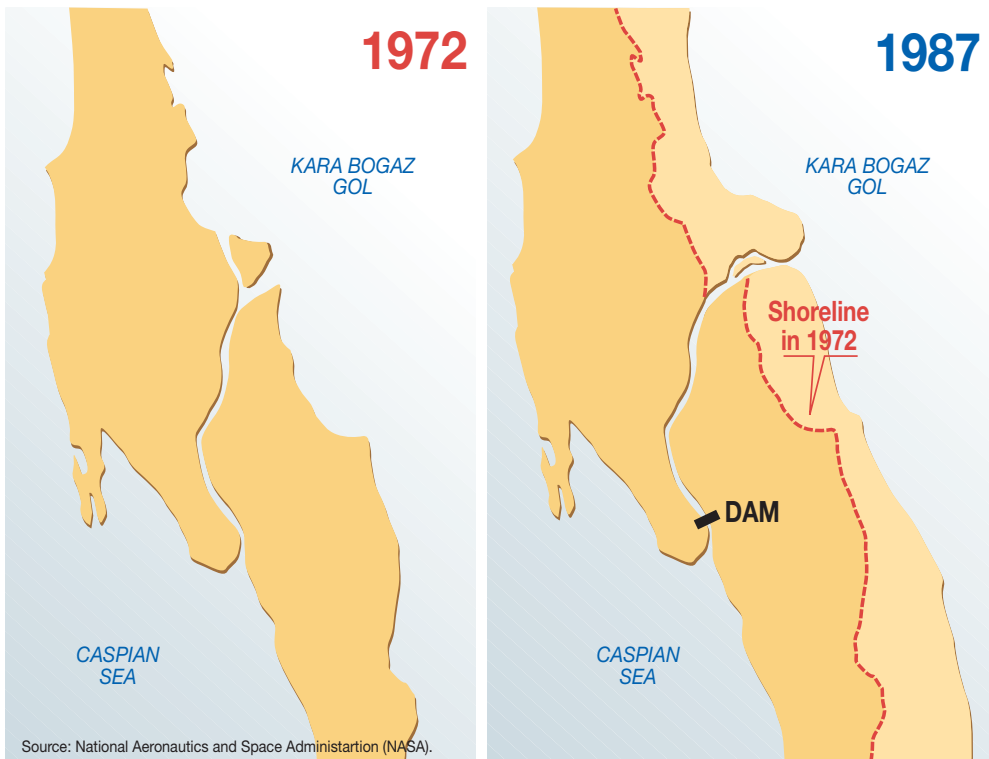 1972
KARA BOGAZ
GOL
CASPIAN
SEA
Source: National Aeronautics and Space Administartion (NASA).
1987
KARA BOGAZ
GOL
Shoreline
in 1972
DAM
CASPIAN
SEA